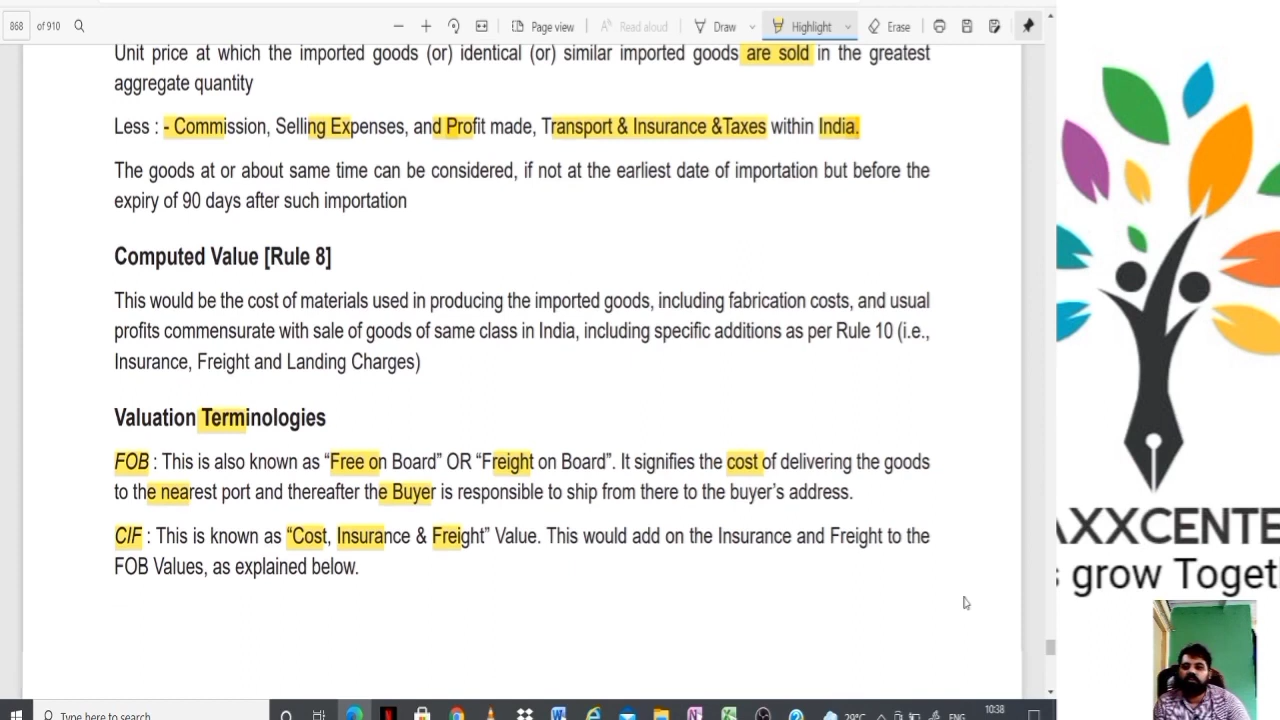 868 of 910 Page view Read aloud Draw Highlight Erase
Unit price at which the imported goods (or) identical (or) similar imported goods are sold in the greatest
aggregate quantity
Less : - Commission, Selling Expenses, and Profit made, Transport & Insurance &Taxes within India.
The goods at or about same time can be considered, if not at the earliest date of importation but before the
expiry of 90 days after such importation
Computed Value [Rule 8]
This would be the cost of materials used in producing the imported goods, including fabrication costs, and usual
profits commensurate with sale of goods of same class in India, including specific additions as per Rule 10 (i.e.,
Insurance, Freight and Landing Charges)
Valuation Terminologies
FOB : This is also known as “Free on Board” OR “Freight on Board”. It signifies the cost of delivering the goods
to the nearest port and thereafter the Buyer is responsible to ship from there to the buyer’s address.
CIF : This is known as “Cost, Insurance & Freight” Value. This would add on the Insurance and Freight to the
FOB Values, as explained below.
AXXCENTE
s grow Toget
Type here to search
29°C ENG 10:38